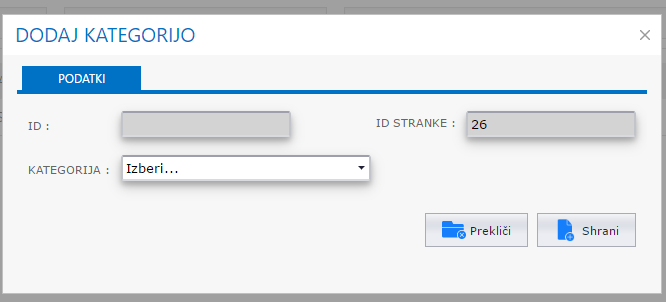 DODAJ KATEGORIJO
PODATKI
ID :
ID STRANKE : 26
KATEGORIJA : Izberi...
Prekliči Shrani